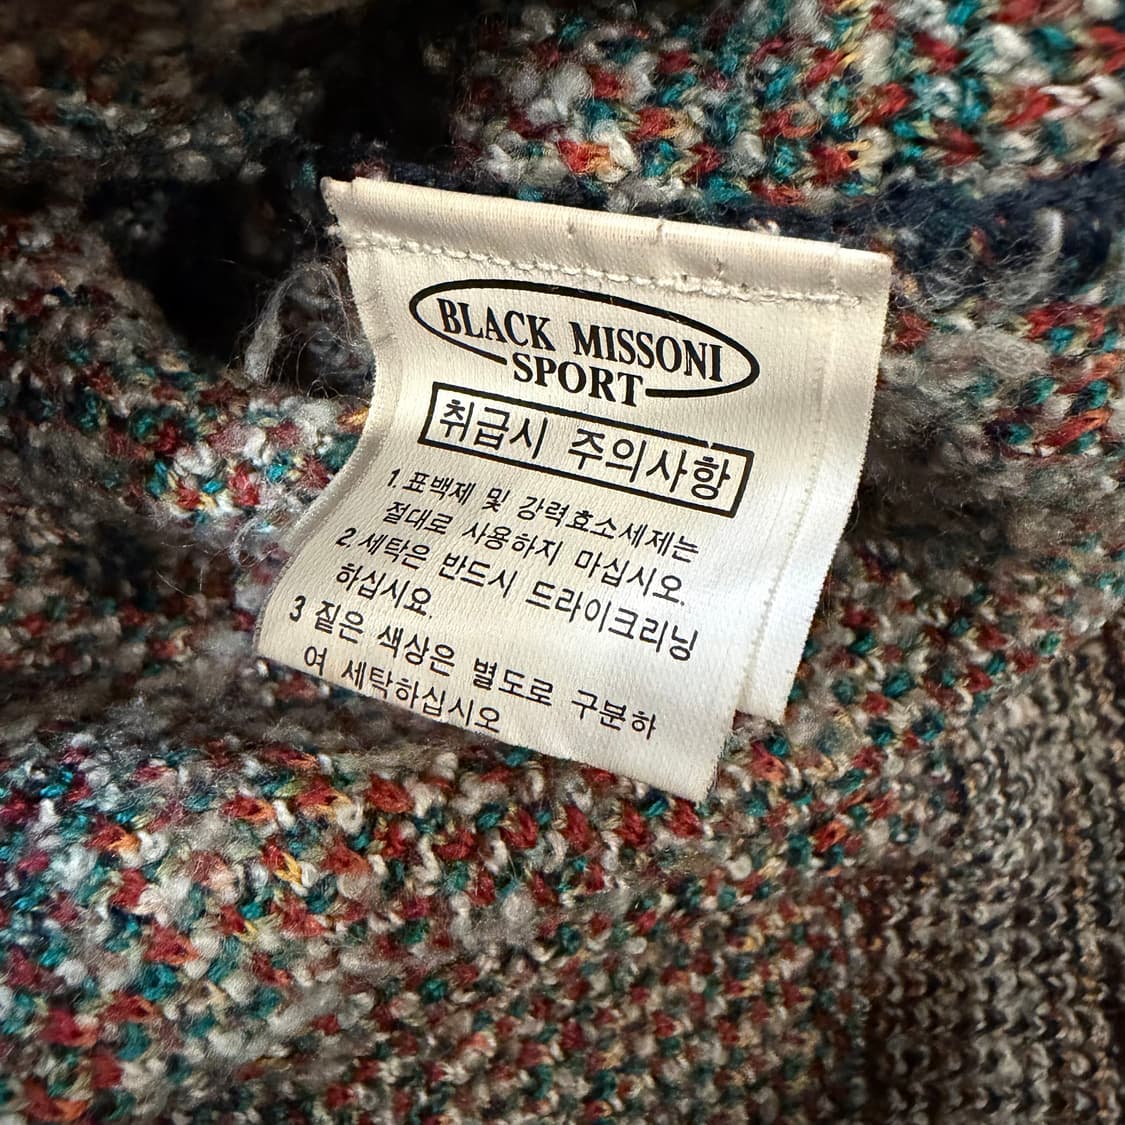 BLACK MISSONI
SPORT
취급시 주의사항
1. 표백제 및 강력효소세제는
절대로 사용하지 마십시오.
2. 세탁은 반드시 드라이크리닝
하십시요.
3 짙은 색상은 별도로 구분하
여 세탁하십시오